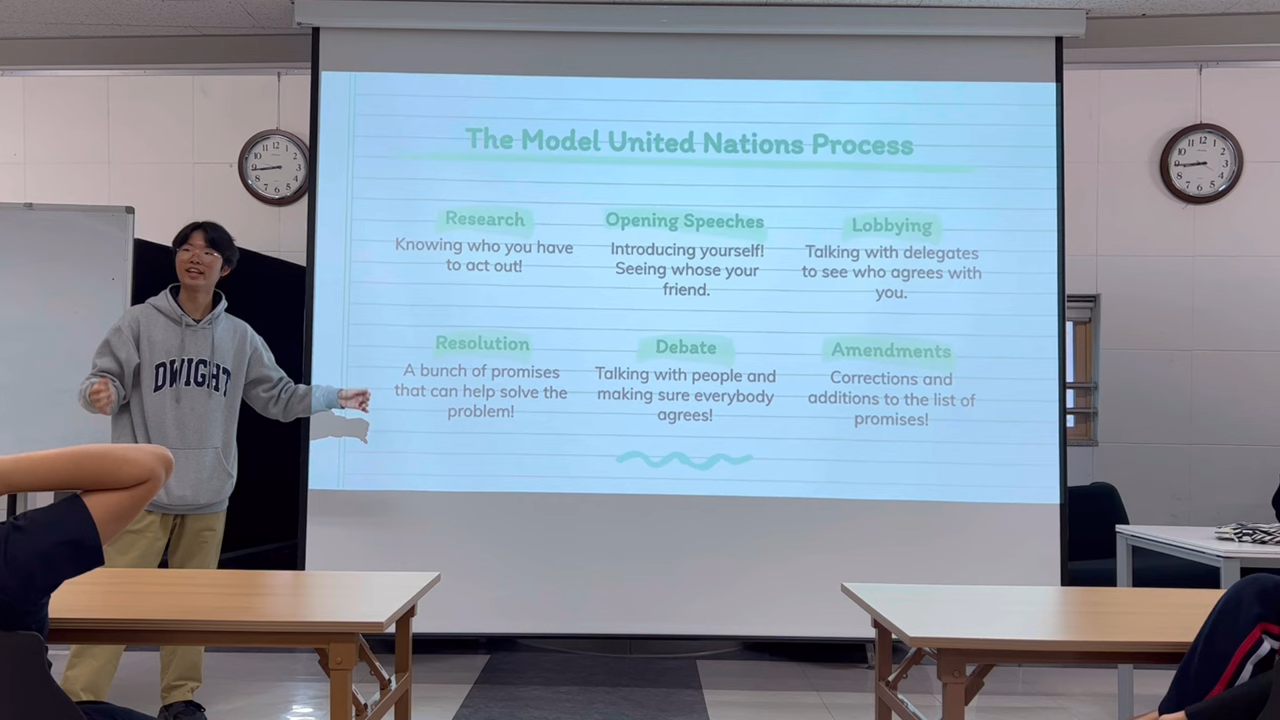 The Model United Nations Process
Research
Knowing who you have
to act out!
Opening Speeches
Introducing yourself!
Seeing whose your
friend.
Lobbying
Talking with delegates
to see who agrees with
you.
Resolution
A bunch of promises
that can help solve the
problem!
Debate
Talking with people and
making sure everybody
agrees!
Amendments
Corrections and
additions to the list of
promises!
DWIGHT